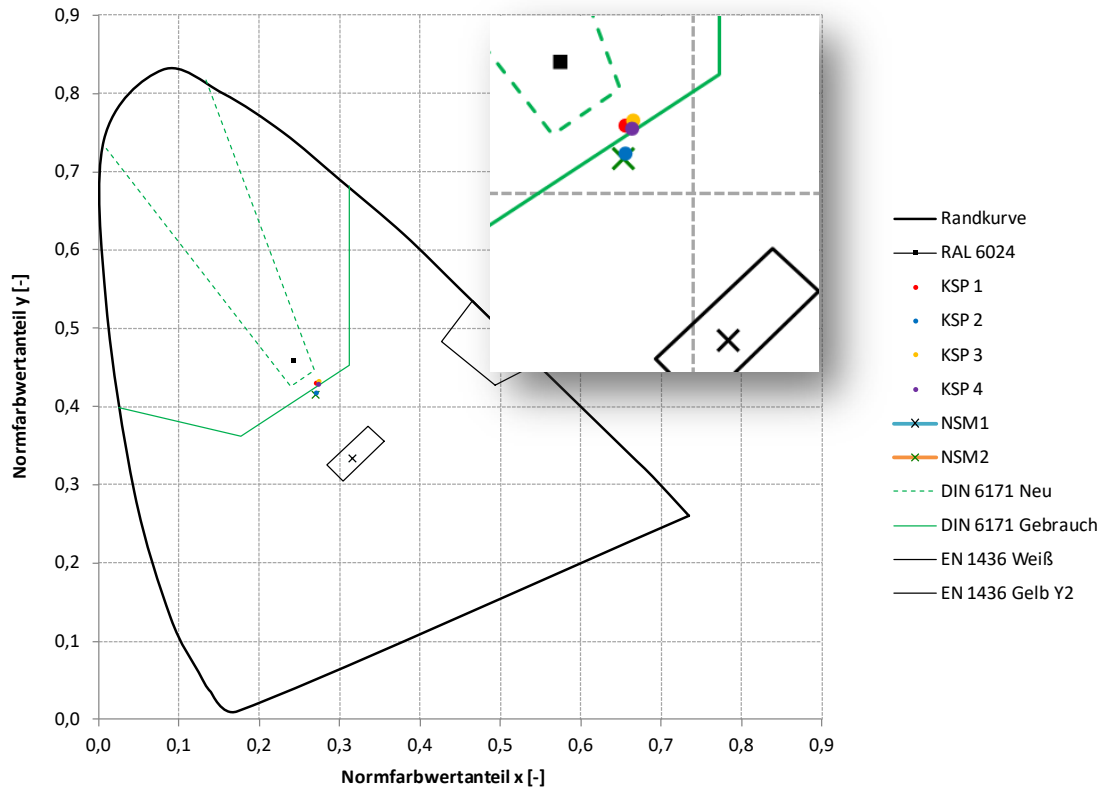 Normfarbwertanteil y [-]
0,9
0,8
0,7
0,6
0,5
0,4
0,3
0,2
0,1
0,0
0,0 0,1 0,2 0,3 0,4 0,5 0,6 0,7 0,8 0,9
Normfarbwertanteil x [-]
Randkurve
RAL 6024
KSP 1
KSP 2
KSP 3
KSP 4
NSM1
NSM2
DIN 6171 Neu
DIN 6171 Gebrauch
EN 1436 Weiß
EN 1436 Gelb Y2